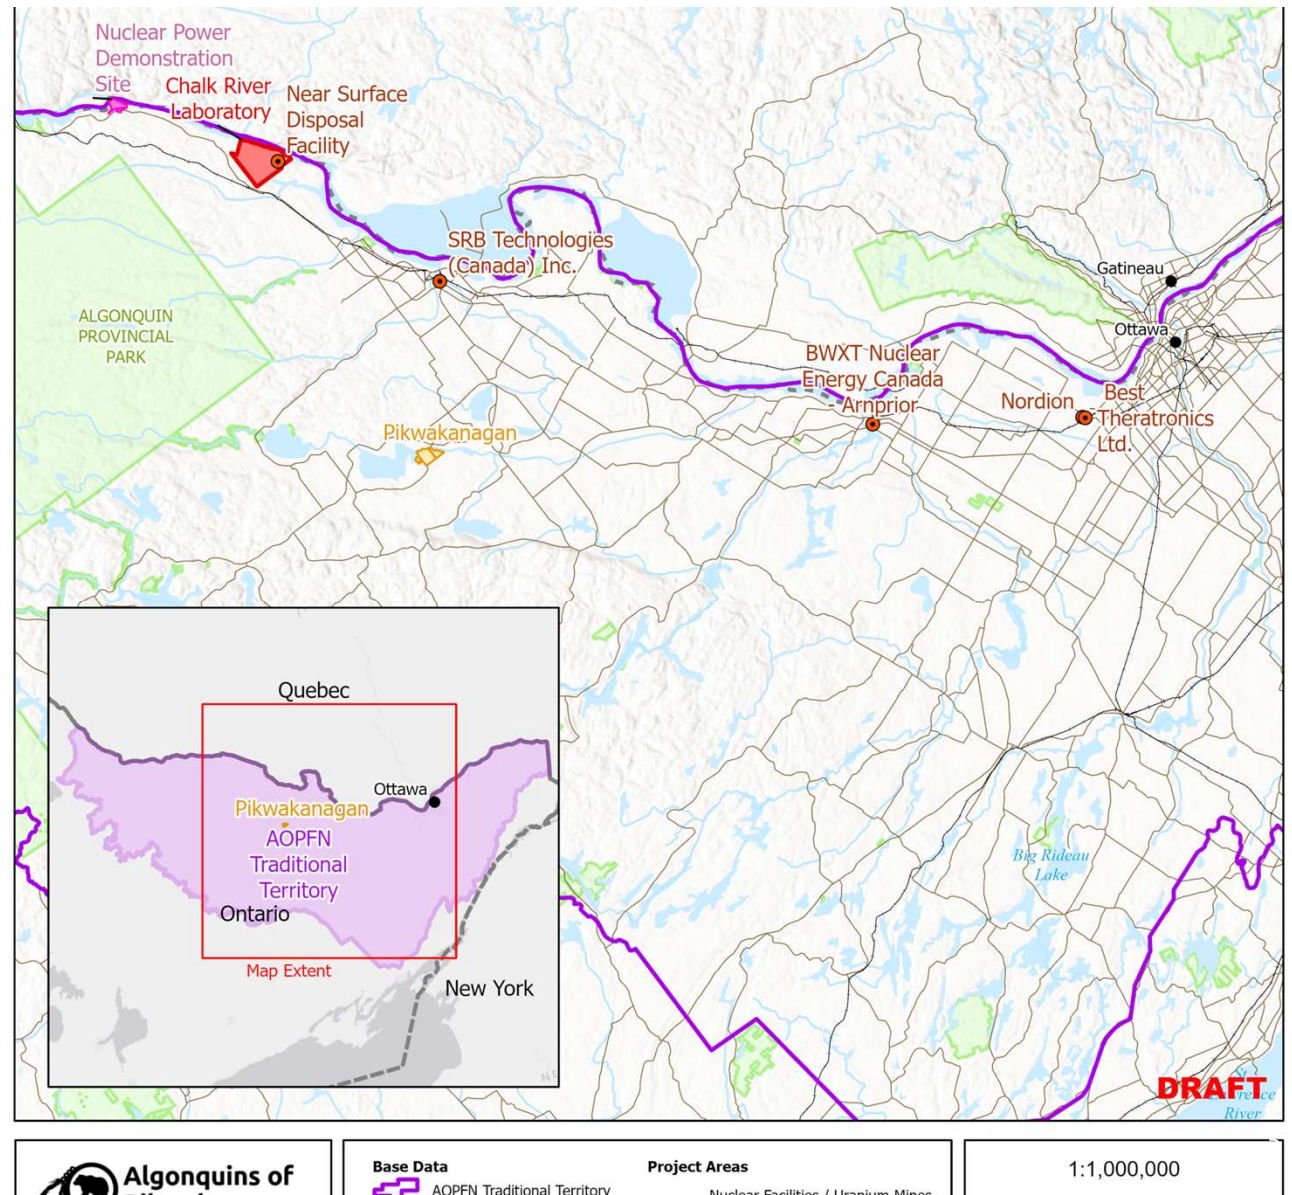 Nuclear Power
Demonstration
Site
Chalk River
Laboratory
Near Surface
Disposal
Facility
SRB Technologies
(Canada) Inc.
ALGONQUIN
PROVINCIAL
PARK
Pikwakanagan
BWXT Nuclear
Energy Canada
- Arnprior
Gatineau
Ottawa
Nordion
Best
Theratronics
Ltd.
Quebec
Ottawa
Pikwakanagan
AOPFN
Traditional
Territory
Ontario
Map Extent
New York
Big Rideau
Lake
DRAFT
River
Algonquins of
Base Data
AOPFN Traditional Territory
Project Areas
Nuclear Facilities / Uranium Mines
1:1,000,000